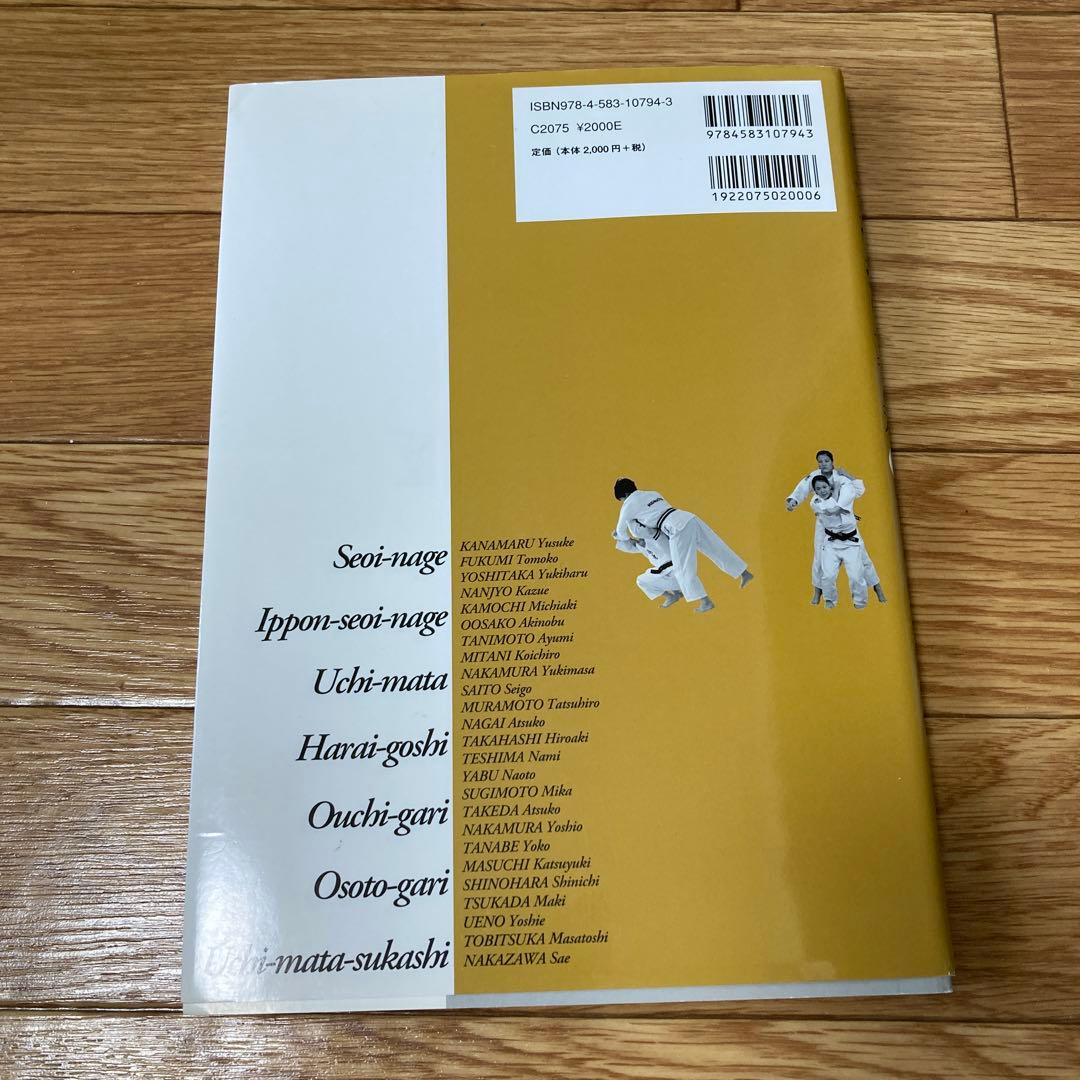 ISBN978-4-583-10794-3
C2075 ¥2000E
定価（本体 2,000 円＋税）
9784583107943
1922075020006
Seoi-nage
Ippon-seoi-nage
Uchi-mata
Harai-goshi
Ouchi-gari
Osoto-gari
Uchi-mata-sukashi
KANAMARU Yusuke
FUKUMI Tomoko
YOSHITAKA Yukiharu
NANJYO Kazue
KAMOCHI Michiaki
OOSAKO Akinobu
TANIMOTO Ayumi
MITANI Koichiro
NAKAMURA Yukimasa
SAITO Seigo
MURAMOTO Tatsuhiro
NAGAI Atsuko
TAKAHASHI Hiroaki
TESHIMA Nami
YABU Naoto
SUGIMOTO Mika
TAKEDA Atsuko
NAKAMURA Yoshio
TANABE Yoko
MASUCHI Katsuyuki
SHINOHARA Shinichi
TSUKADA Maki
UENO Yoshie
TOBITSUKA Masatoshi
NAKAZAWA Sae